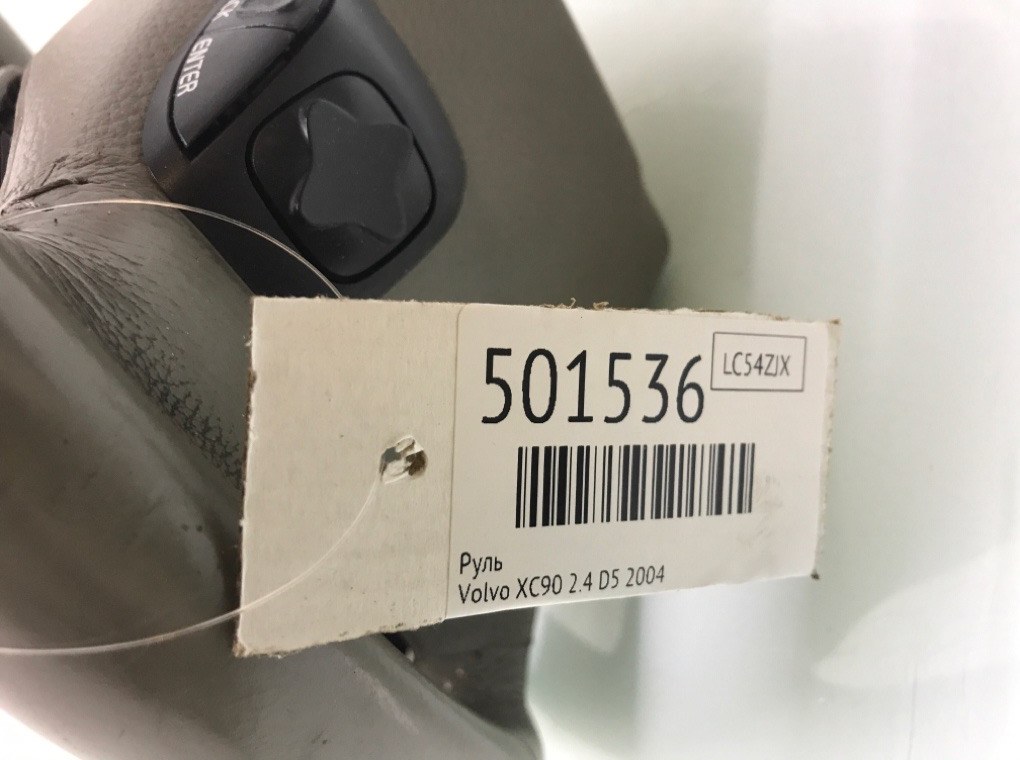 ENTER
501536
LC54ZJX
Руль
Volvo XC90 2.4 D5 2004